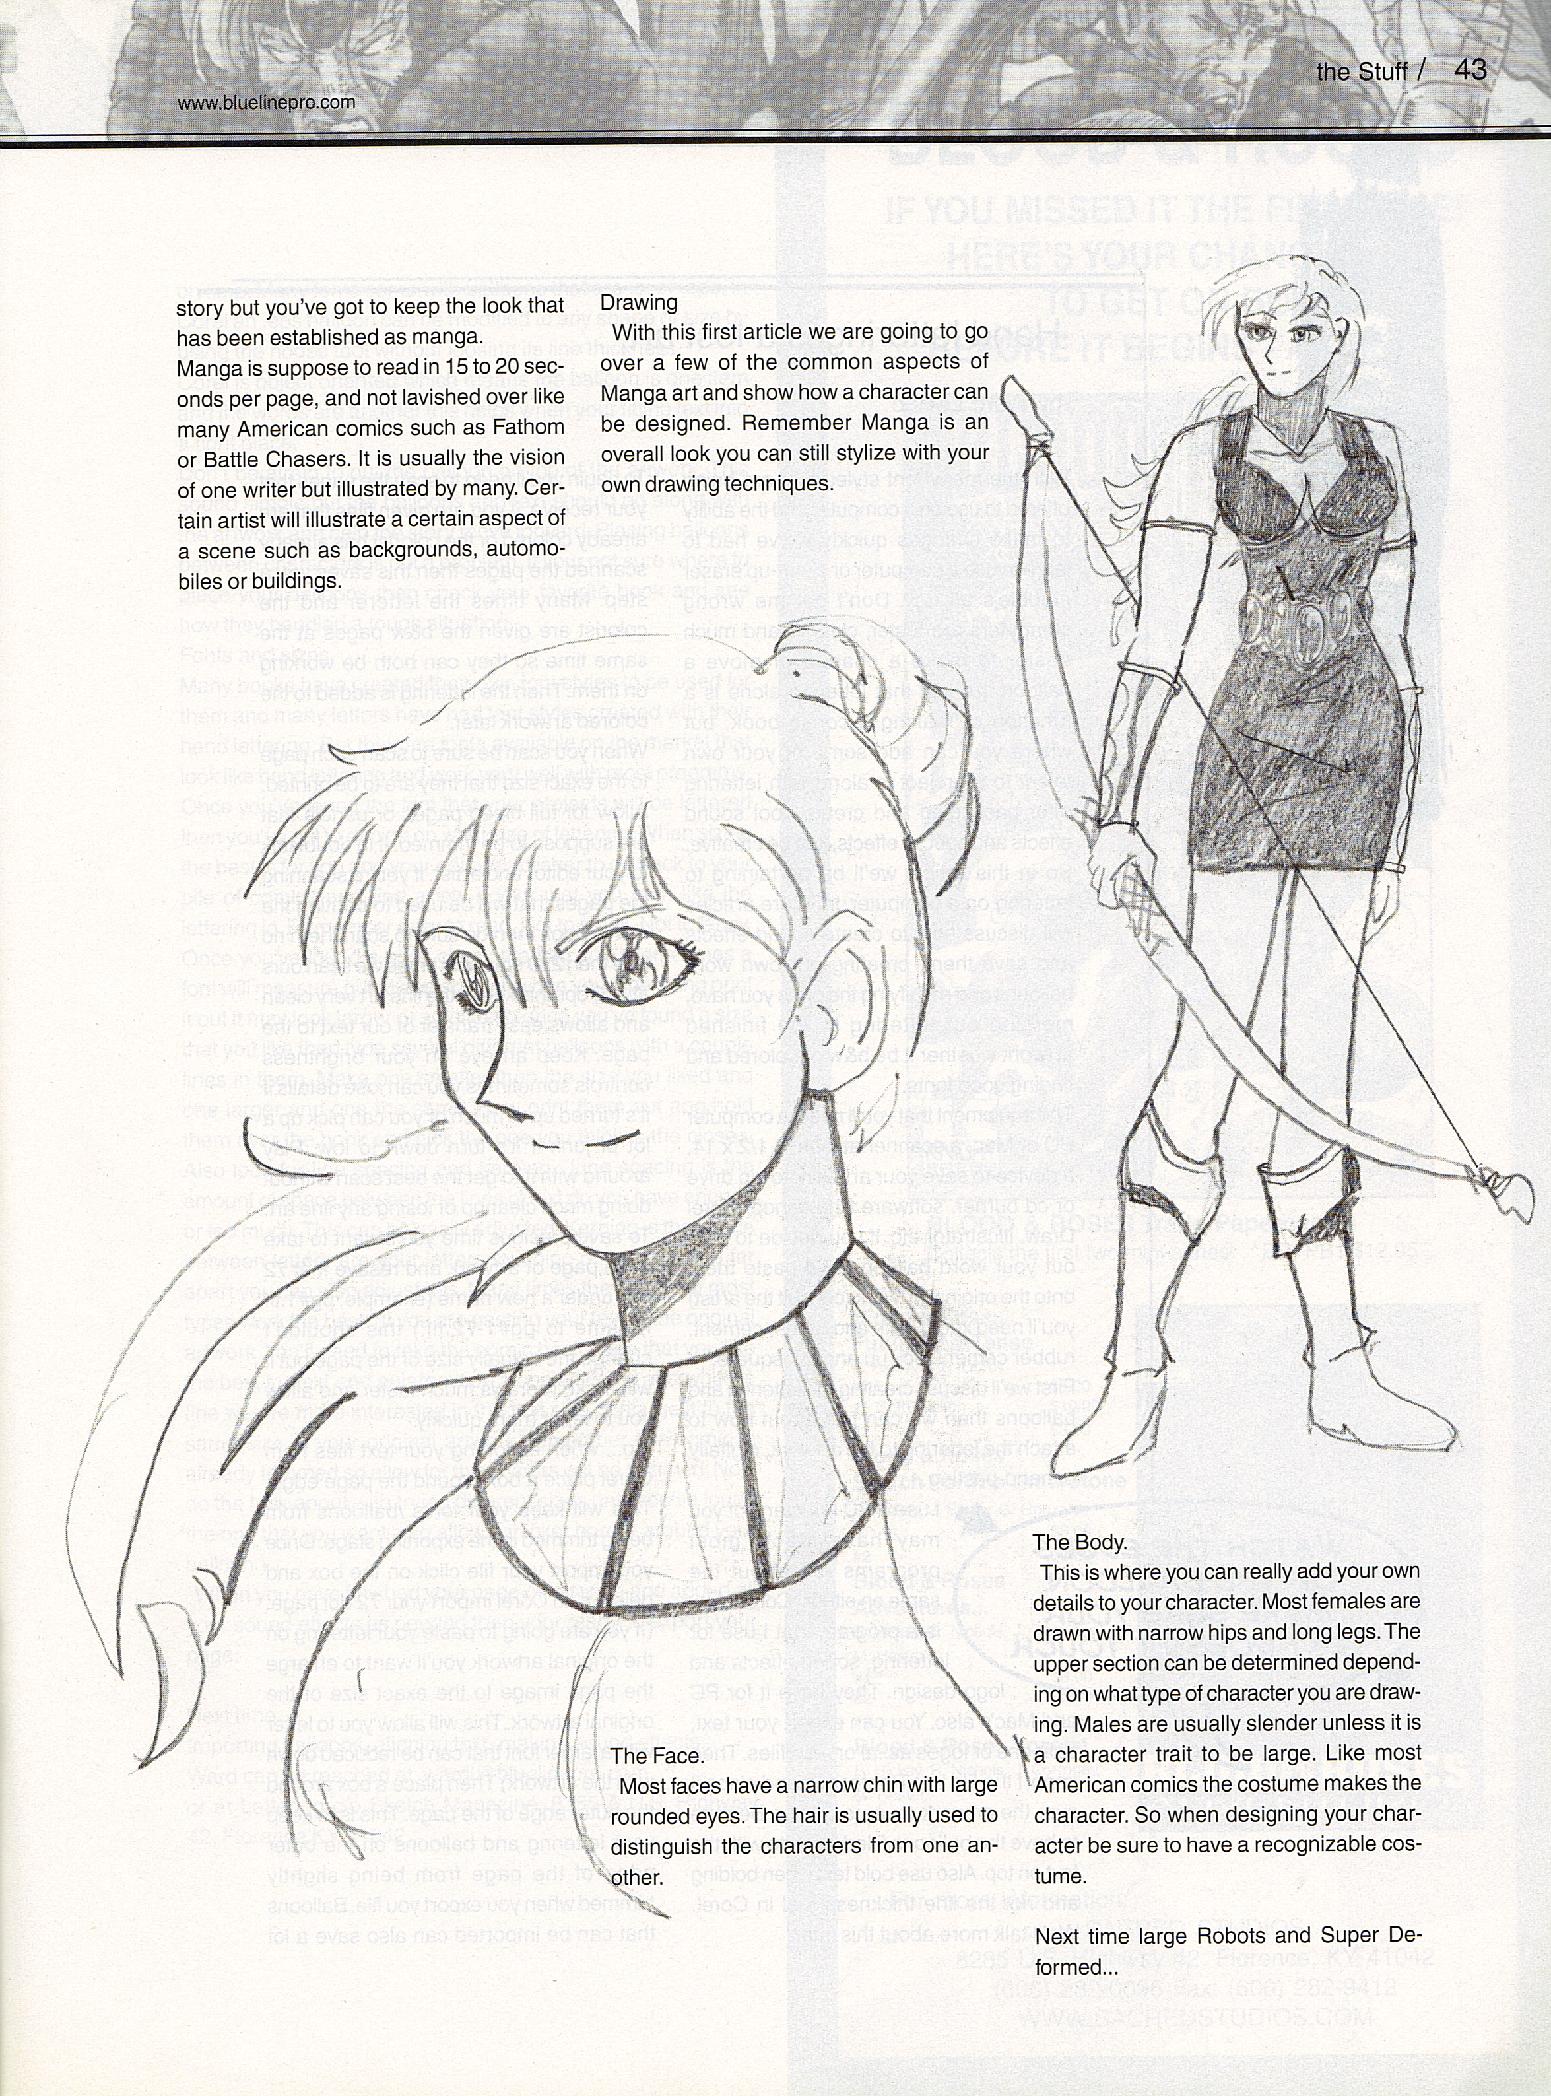 the Stuff / 43
www.bluelinepro.com
story but you've got to keep the look that
has been established as manga.
Manga is suppose to read in 15 to 20 sec-
onds per page, and not lavished over like
many American comics such as Fathom
or Battle Chasers. It is usually the vision
of one writer but illustrated by many. Cer-
tain artist will illustrate a certain aspect of
a scene such as backgrounds, automo-
biles or buildings.
Drawing
With this first article we are going to go
over a few of the common aspects of
Manga art and show how a character can
be designed. Remember Manga is an
overall look you can still stylize with your
own drawing techniques.
The Face.
Most faces have a narrow chin with large
rounded eyes. The hair is usually used to
distinguish the characters from one an-
other.
The Body.
This is where you can really add your own
details to your character. Most females are
drawn with narrow hips and long legs. The
upper section can be determined depend-
ing on what type of character you are draw-
ing. Males are usually slender unless it is
a character trait to be large. Like most
American comics the costume makes the
character. So when designing your char-
acter be sure to have a recognizable cos-
tume.
Next time large Robots and Super De-
formed...